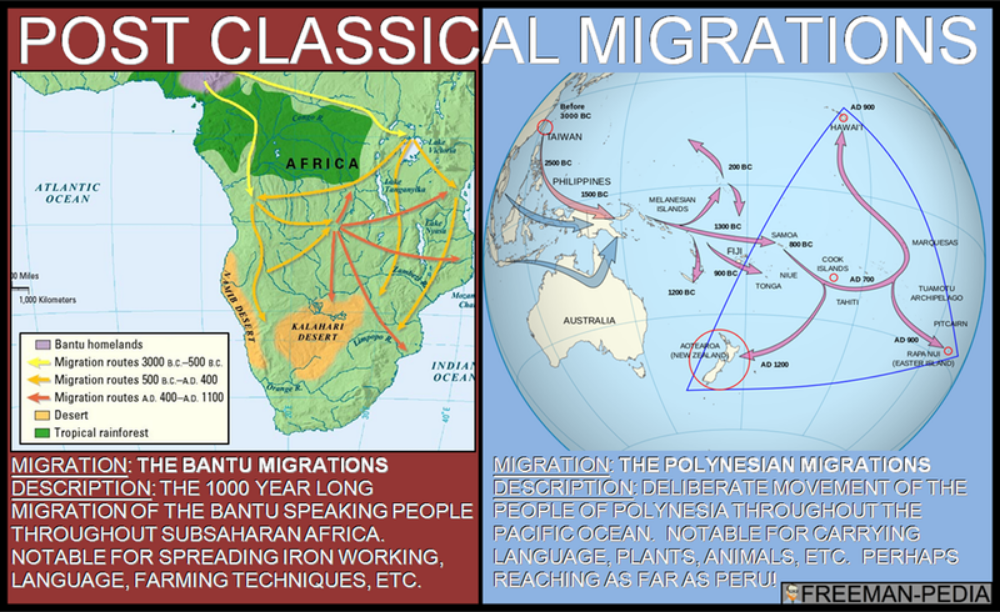 POST CLASSICAL MIGRATIONS
Congo R.
AFRICA
Lake
Victoria
Lake
Tanganyika
ATLANTIC
OCEAN
Lake
Nyasa
Zambezi R.
00 Miles
1,000 Kilometers
Mozam
Cha
NAMIB DESERT
KALAHARI
DESERT
Limpopo R.
INDIAN
OCEAN
Orange R.
Bantu homelands
Migration routes 3000 B.C.–500 B.C.
Migration routes 500 B.C.–A.D. 400
Migration routes A.D. 400–A.D. 1100
Desert
Tropical rainforest
MIGRATION: THE BANTU MIGRATIONS
DESCRIPTION: THE 1000 YEAR LONG
MIGRATION OF THE BANTU SPEAKING PEOPLE
THROUGHOUT SUBSAHARAN AFRICA.
NOTABLE FOR SPREADING IRON WORKING,
LANGUAGE, FARMING TECHNIQUES, ETC.
Before
3000 BC
TAIWAN
AD 900
HAWAI'I
2500 BC
200 BC
PHILIPPINES
1500 BC
MELANESIAN
ISLANDS
1300 BC
SAMOA
800 BC
MARQUESAS
FIJI
COOK
ISLANDS
900 BC
NIUE
AD 700
TONGA
1200 BC
TAHITI
TUAMOTU
ARCHIPELAGO
AUSTRALIA
PITCAIRN
AOTEAROA
(NEW ZEALAND)
AD 1200
AD 900
RAPA NUI
(EASTER ISLAND)
MIGRATION: THE POLYNESIAN MIGRATIONS
DESCRIPTION: DELIBERATE MOVEMENT OF THE
PEOPLE OF POLYNESIA THROUGHOUT THE
PACIFIC OCEAN. NOTABLE FOR CARRYING
LANGUAGE, PLANTS, ANIMALS, ETC. PERHAPS
REACHING AS FAR AS PERU!
FREEMAN-PEDIA